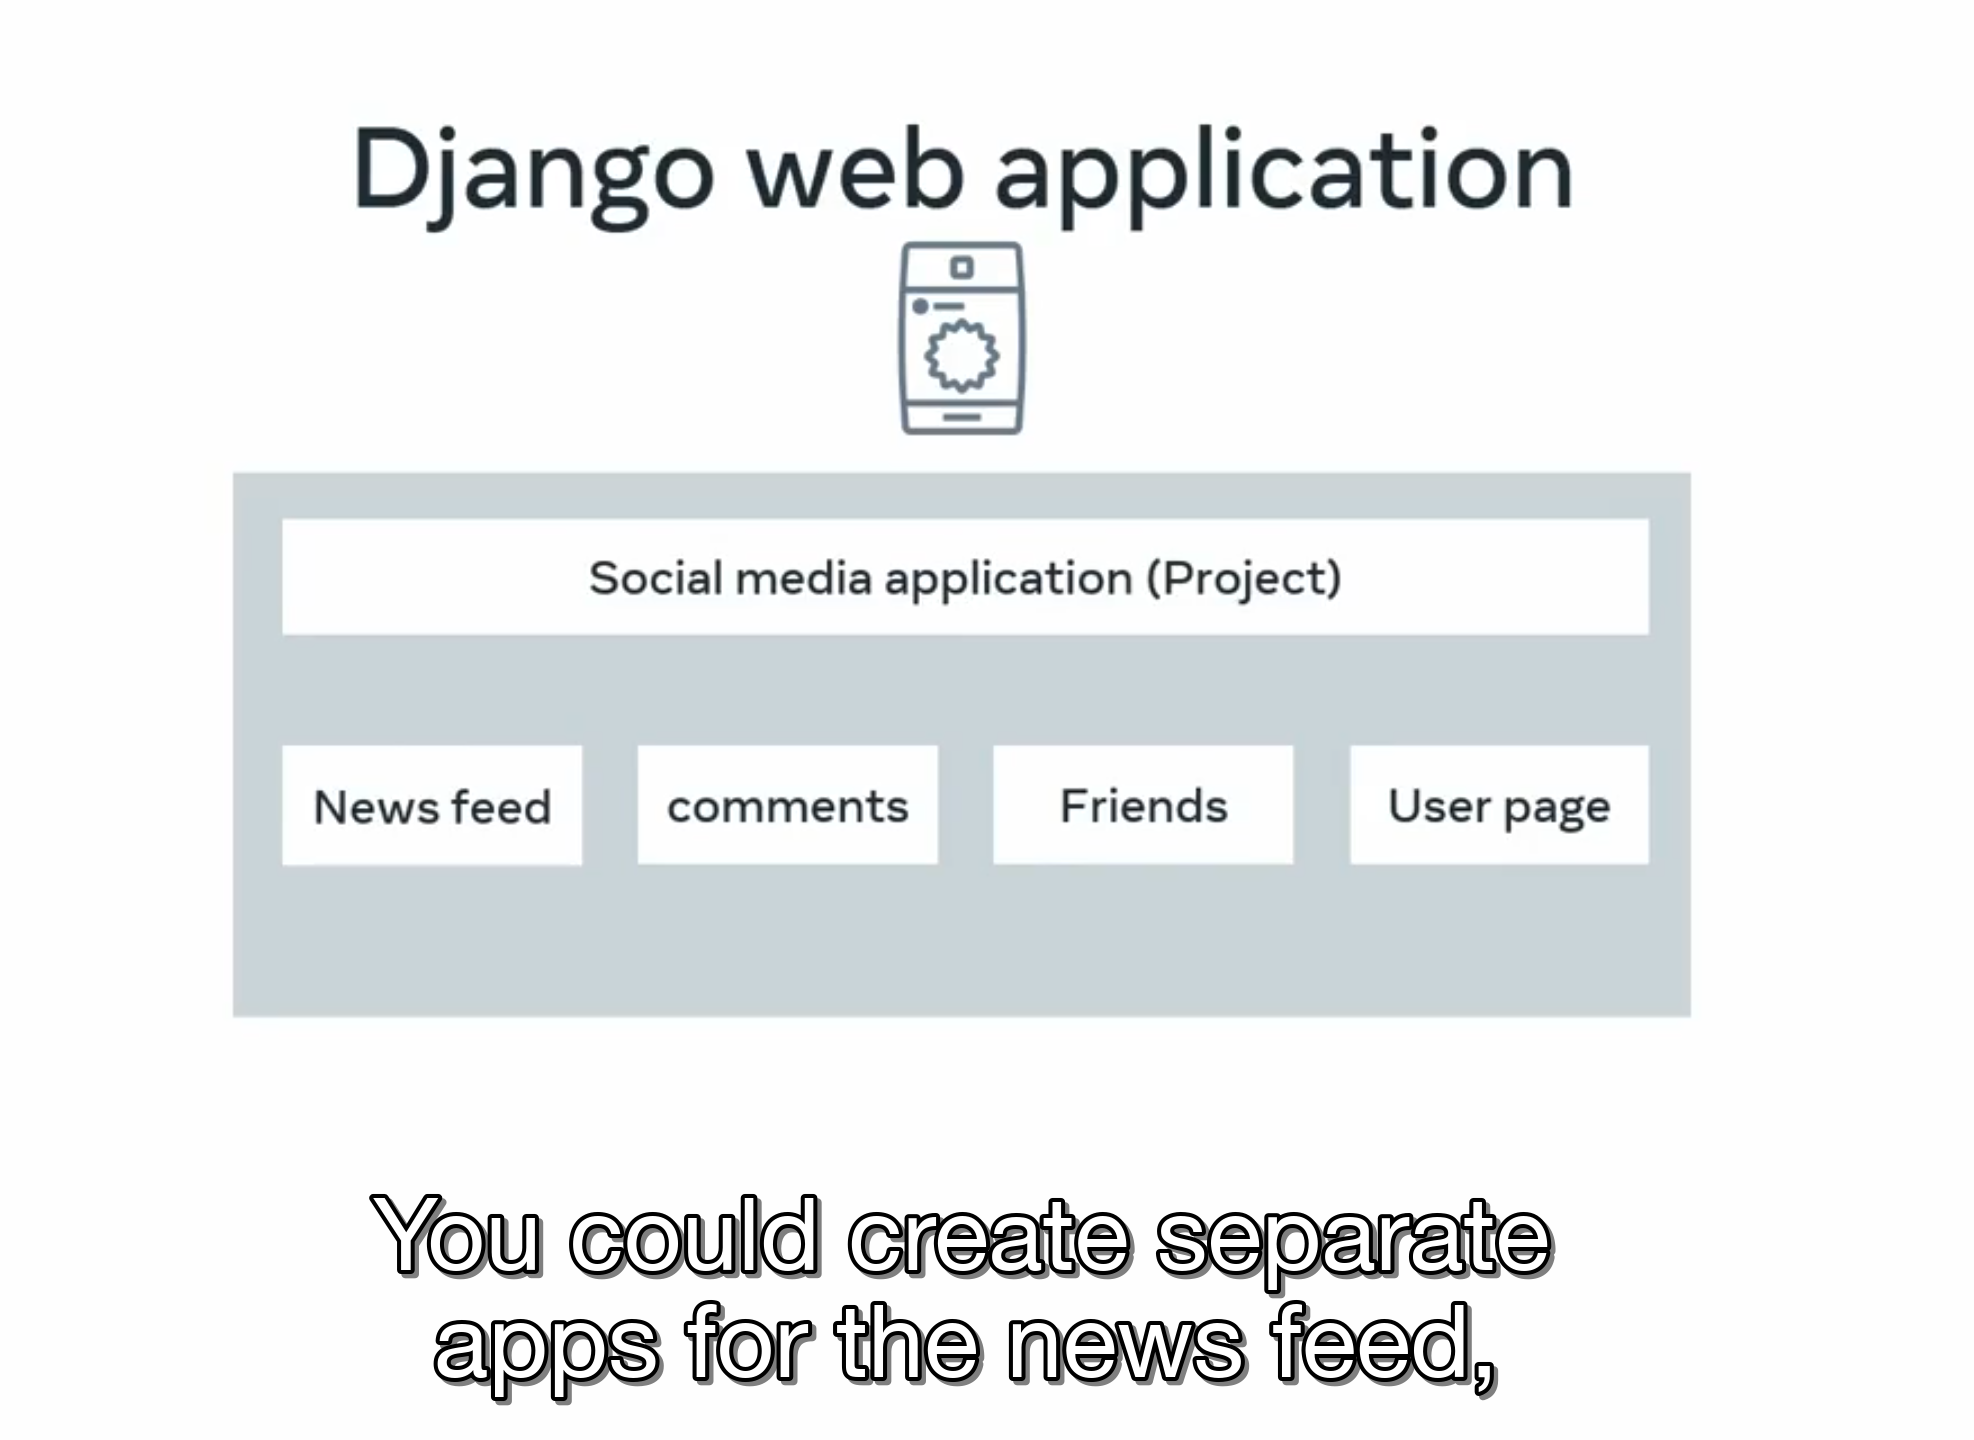 Django web application
Social media application (Project)
News feed
comments
Friends
User page
You could create separate
apps for the news feed,